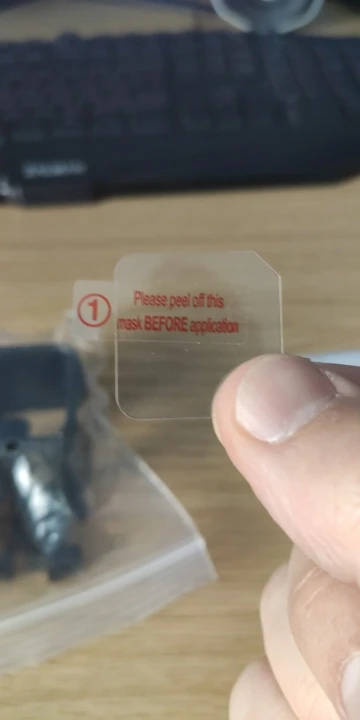 ①
Please peel off this
mask BEFORE application